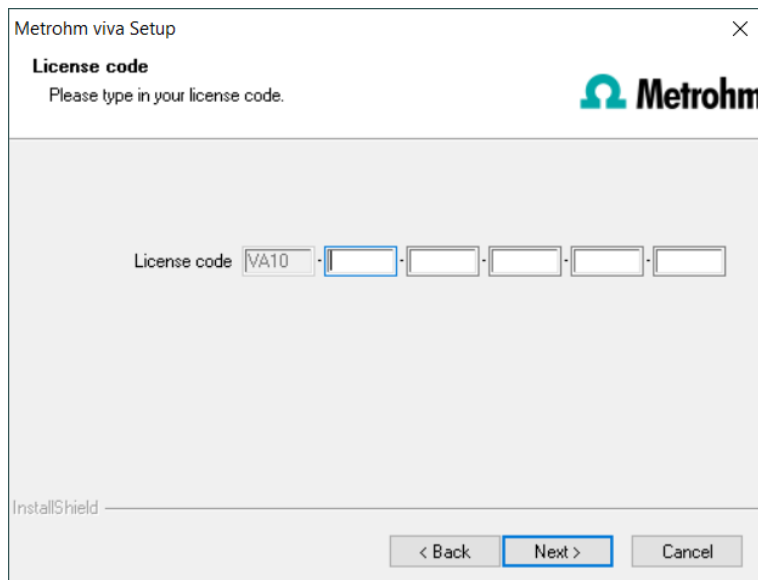 Metrohm viva Setup
License code
Please type in your license code.
Metrohm
License code VA10 - - - - -
InstallShield
< Back Next > Cancel